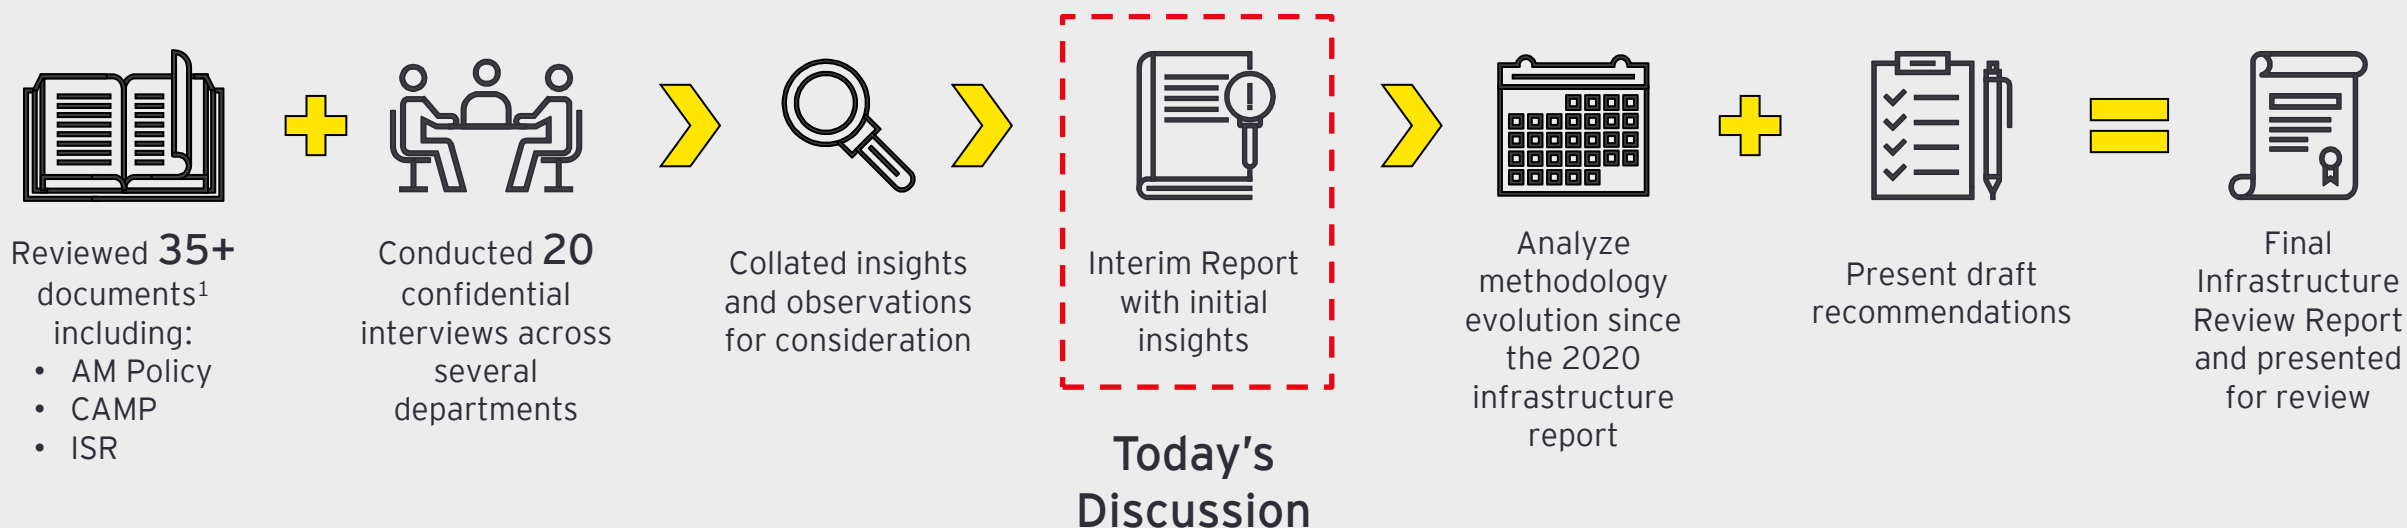 Reviewed 35+
documents¹
including:
• AM Policy
• CAMP
• ISR
Conducted 20
confidential
interviews across
several
departments
Collated insights
and observations
for consideration
Interim Report
with initial
insights
Today's
Discussion
Analyze
methodology
evolution since
the 2020
infrastructure
report
Present draft
recommendations
Final
Infrastructure
Review Report
and presented
for review